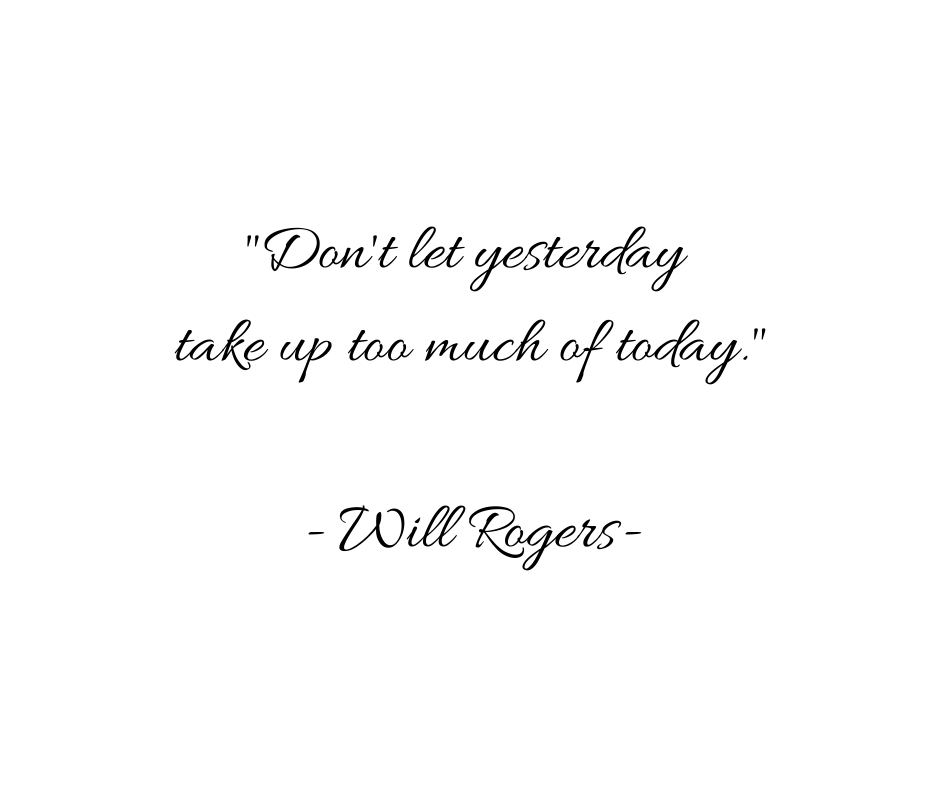 "Don't let yesterday
take up too much of today."
- Will Rogers -